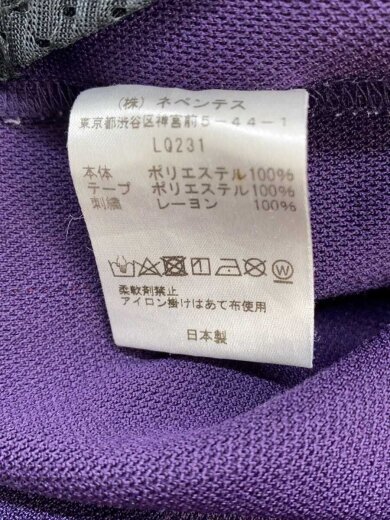 (株) ネペンテス
東京都渋谷区神宮前5-44-1
LQ231
本体 ポリエステル100%
テープ ポリエステル100%
刺繍 レーヨン 100%
柔軟剤禁止
アイロン掛けはあて布使用
日本製